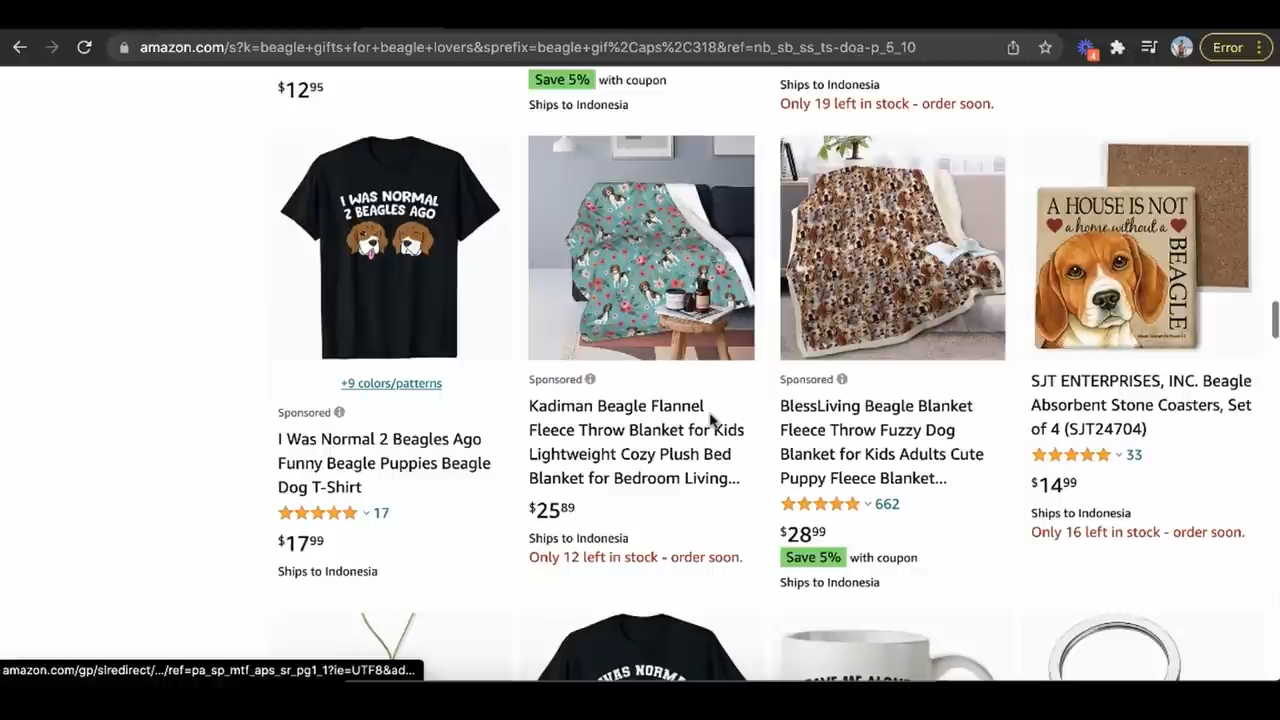 amazon.com/s?k=beagle+gifts+for+beagle+lovers&sprefix=beagle+gif%2Caps%2C318&ref=nb_sb_ss_ts-doa-p_5_10
4
Error
$12 95
Save 5% with coupon
Ships to Indonesia
Ships to Indonesia
Only 19 left in stock - order soon.
I WAS NORMAL
2 BEAGLES AGO
+9 colors/patterns
Sponsored
I Was Normal 2 Beagles Ago
Funny Beagle Puppies Beagle
Dog T-Shirt
17
$17 99
Ships to Indonesia
Sponsored
Kadiman Beagle Flannel
Fleece Throw Blanket for Kids
Lightweight Cozy Plush Bed
Blanket for Bedroom Living...
$25 89
Ships to Indonesia
Only 12 left in stock - order soon.
Sponsored
BlessLiving Beagle Blanket
Fleece Throw Fuzzy Dog
Blanket for Kids Adults Cute
Puppy Fleece Blanket...
662
$28 99
Save 5% with coupon
Ships to Indonesia
A HOUSE IS NOT
a home without a
BEAGLE
SJT ENTERPRISES, INC. Beagle
Absorbent Stone Coasters, Set
of 4 (SJT24704)
33
$14 99
Ships to Indonesia
Only 16 left in stock - order soon.
WAS NORM
amazon.com/gp/slredirect/.../ref=pa_sp_mtf_aps_sr_pg1_1?ie=UTF8&ad...